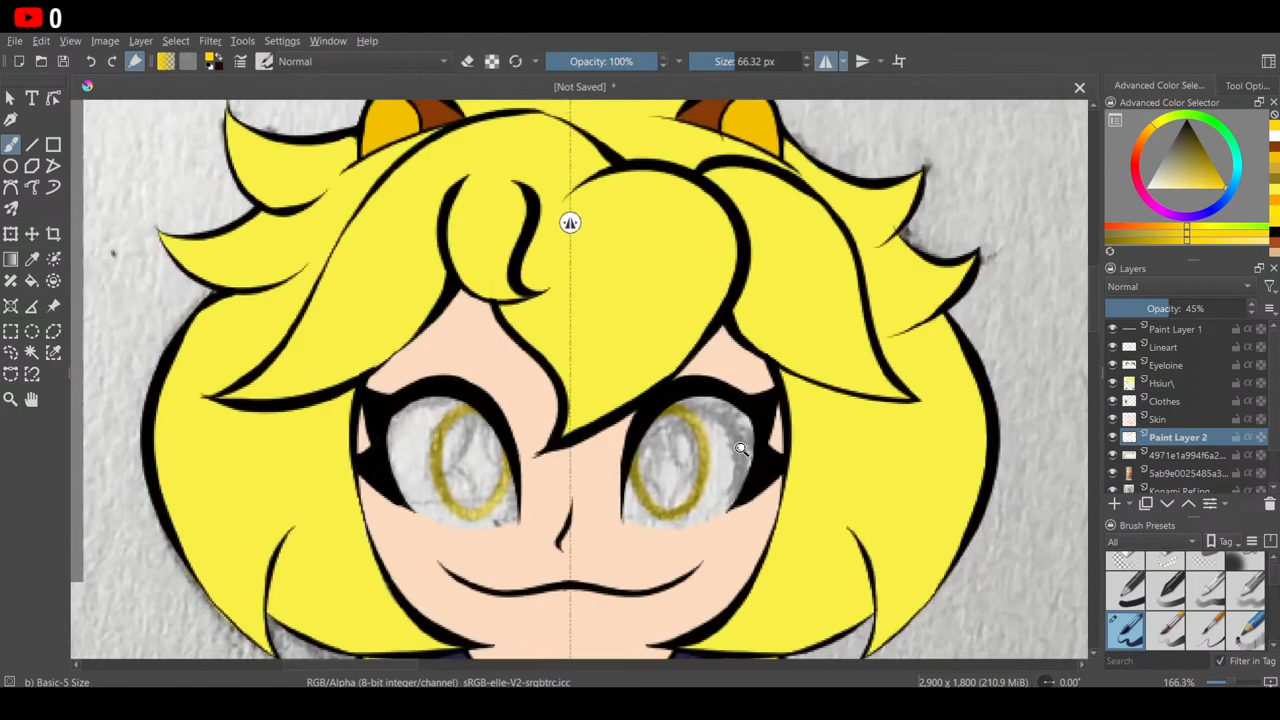 0
File Edit View Image Layer Select Filter Tools Settings Window Help
Normal Opacity: 100% Size: 66.32 px
[Not Saved] *
Advanced Color Sele... Tool Optio...
Advanced Color Selector
Layers
Normal
Opacity: 45%
Paint Layer 1
Lineart
Eyeloine
Hsiur\
Clothes
Skin
Paint Layer 2
4971e1a994f6a2...
5ab9e0025485a3...
Brush Presets
All Tag
Search Filter in Tag
b) Basic-5 Size RGB/Alpha (8-bit integer/channel) sRGB-elle-V2-srgbtrc.icc 2,900 x 1,800 (210.9 MiB) 0.00° 166.3%